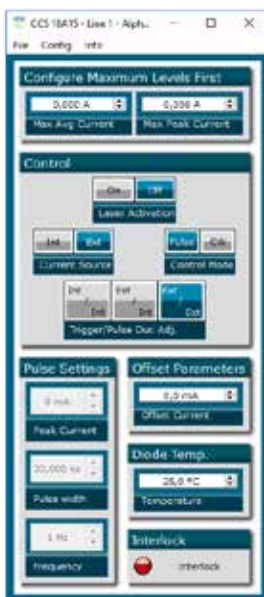 CCS 18A15 - Line 1 - Alph...
File Config Info
Configure Maximum Levels First
0,000 A
Max Avg Current Max Peak Current
Control
On Off
Laser Activation
Int Ext Pulse CW
Current Source Control Mode
Int / Int Ext / Int Ext / Ext
Trigger/Pulse Dur. Adj.
Pulse Settings Offset Parameters
0 mA 0,0 mA
Peak Current Offset Current
Diode Temp.
25,0 ºC
Pulse width Temperature
1 Hz Interlock
Frequency Interlock